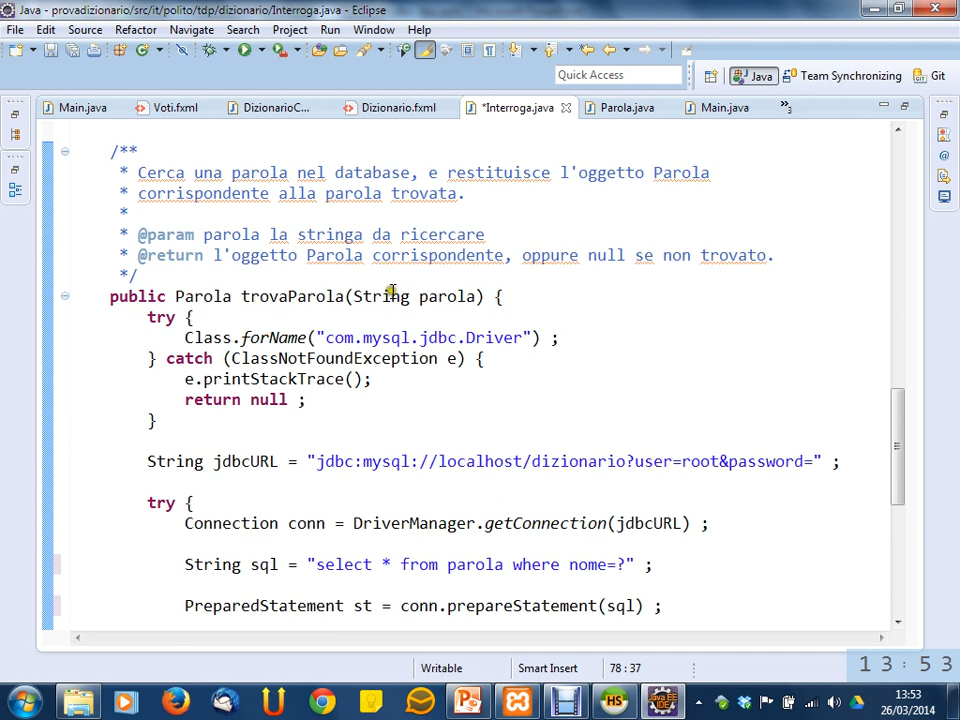 Java - provadizionario/src/it/polito/tdp/dizionario/Interroga.java - Eclipse
File Edit Source Refactor Navigate Search Project Run Window Help
Quick Access
Java Team Synchronizing Git
Main.java Voti.fxml DizionarioC... Dizionario.fxml *Interroga.java Parola.java Main.java »3
/**
* Cerca una parola nel database, e restituisce l'oggetto Parola
* corrispondente alla parola trovata.
*
* @param parola la stringa da ricercare
* @return l'oggetto Parola corrispondente, oppure null se non trovato.
*/
public Parola trovaParola(String parola) {
try {
Class.forName("com.mysql.jdbc.Driver") ;
} catch (ClassNotFoundException e) {
e.printStackTrace();
return null ;
}
String jdbcURL = "jdbc:mysql://localhost/dizionario?user=root&password=" ;
try {
Connection conn = DriverManager.getConnection(jdbcURL) ;
String sql = "select * from parola where nome=?" ;
PreparedStatement st = conn.prepareStatement(sql) ;
Writable Smart Insert 78 : 37
13:53
HS
Java EE IDE
13:53
26/03/2014